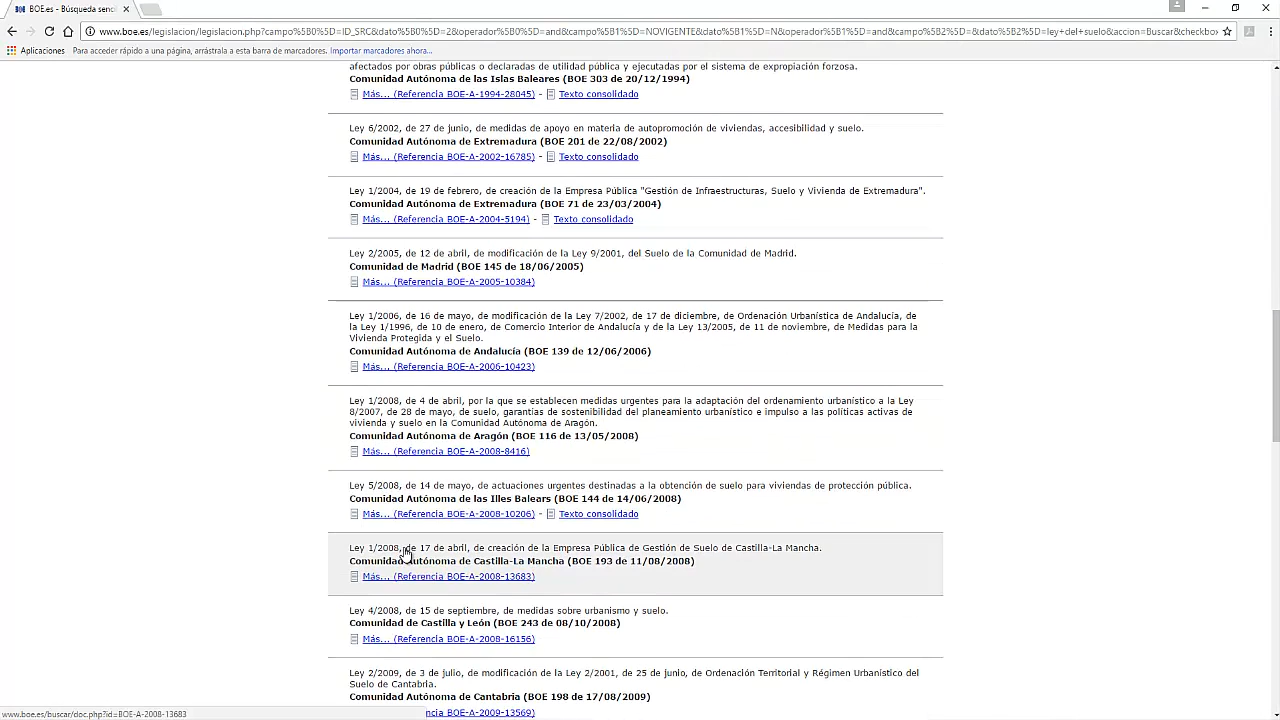 BOE.es - Búsqueda senci
www.boe.es/legislacion/legislacion.php?campo%5B0%5D=ID_SRC&dato%5B0%5D=2&operador%5B0%5D=and&campo%5B1%5D=NOVIGENTE&dato%5B1%5D=N&operador%5B1%5D=and&campo%5B2%5D=&dato%5B2%5D=ley+del+suelo&accion=Buscar&checkbo
Aplicaciones Para acceder rápido a una página, arrástrala a esta barra de marcadores. Importar marcadores ahora...
afectados por obras públicas o declaradas de utilidad pública y ejecutadas por el sistema de expropiación forzosa.
Comunidad Autónoma de las Islas Baleares (BOE 303 de 20/12/1994)
Más... (Referencia BOE-A-1994-28045) - Texto consolidado
Ley 6/2002, de 27 de junio, de medidas de apoyo en materia de autopromoción de viviendas, accesibilidad y suelo.
Comunidad Autónoma de Extremadura (BOE 201 de 22/08/2002)
Más... (Referencia BOE-A-2002-16785) - Texto consolidado
Ley 1/2004, de 19 de febrero, de creación de la Empresa Pública "Gestión de Infraestructuras, Suelo y Vivienda de Extremadura".
Comunidad Autónoma de Extremadura (BOE 71 de 23/03/2004)
Más... (Referencia BOE-A-2004-5194) - Texto consolidado
Ley 2/2005, de 12 de abril, de modificación de la Ley 9/2001, del Suelo de la Comunidad de Madrid.
Comunidad de Madrid (BOE 145 de 18/06/2005)
Más... (Referencia BOE-A-2005-10384)
Ley 1/2006, de 16 de mayo, de modificación de la Ley 7/2002, de 17 de diciembre, de Ordenación Urbanística de Andalucía, de
la Ley 1/1996, de 10 de enero, de Comercio Interior de Andalucía y de la Ley 13/2005, de 11 de noviembre, de Medidas para la
Vivienda Protegida y el Suelo.
Comunidad Autónoma de Andalucía (BOE 139 de 12/06/2006)
Más... (Referencia BOE-A-2006-10423)
Ley 1/2008, de 4 de abril, por la que se establecen medidas urgentes para la adaptación del ordenamiento urbanístico a la Ley
8/2007, de 28 de mayo, de suelo, garantías de sostenibilidad del planeamiento urbanístico e impulso a las políticas activas de
vivienda y suelo en la Comunidad Autónoma de Aragón.
Comunidad Autónoma de Aragón (BOE 116 de 13/05/2008)
Más... (Referencia BOE-A-2008-8416)
Ley 5/2008, de 14 de mayo, de actuaciones urgentes destinadas a la obtención de suelo para viviendas de protección pública.
Comunidad Autónoma de las Illes Balears (BOE 144 de 14/06/2008)
Más... (Referencia BOE-A-2008-10206) - Texto consolidado
Ley 1/2008, de 17 de abril, de creación de la Empresa Pública de Gestión de Suelo de Castilla-La Mancha.
Comunidad Autónoma de Castilla-La Mancha (BOE 193 de 11/08/2008)
Más... (Referencia BOE-A-2008-13683)
Ley 4/2008, de 15 de septiembre, de medidas sobre urbanismo y suelo.
Comunidad de Castilla y León (BOE 243 de 08/10/2008)
Más... (Referencia BOE-A-2008-16156)
Ley 2/2009, de 3 de julio, de modificación de la Ley 2/2001, de 25 de junio, de Ordenación Territorial y Régimen Urbanístico del
Suelo de Cantabria.
Comunidad Autónoma de Cantabria (BOE 198 de 17/08/2009)
www.boe.es/buscar/doc.php?id=BOE-A-2008-13683 encia BOE-A-2009-13569)